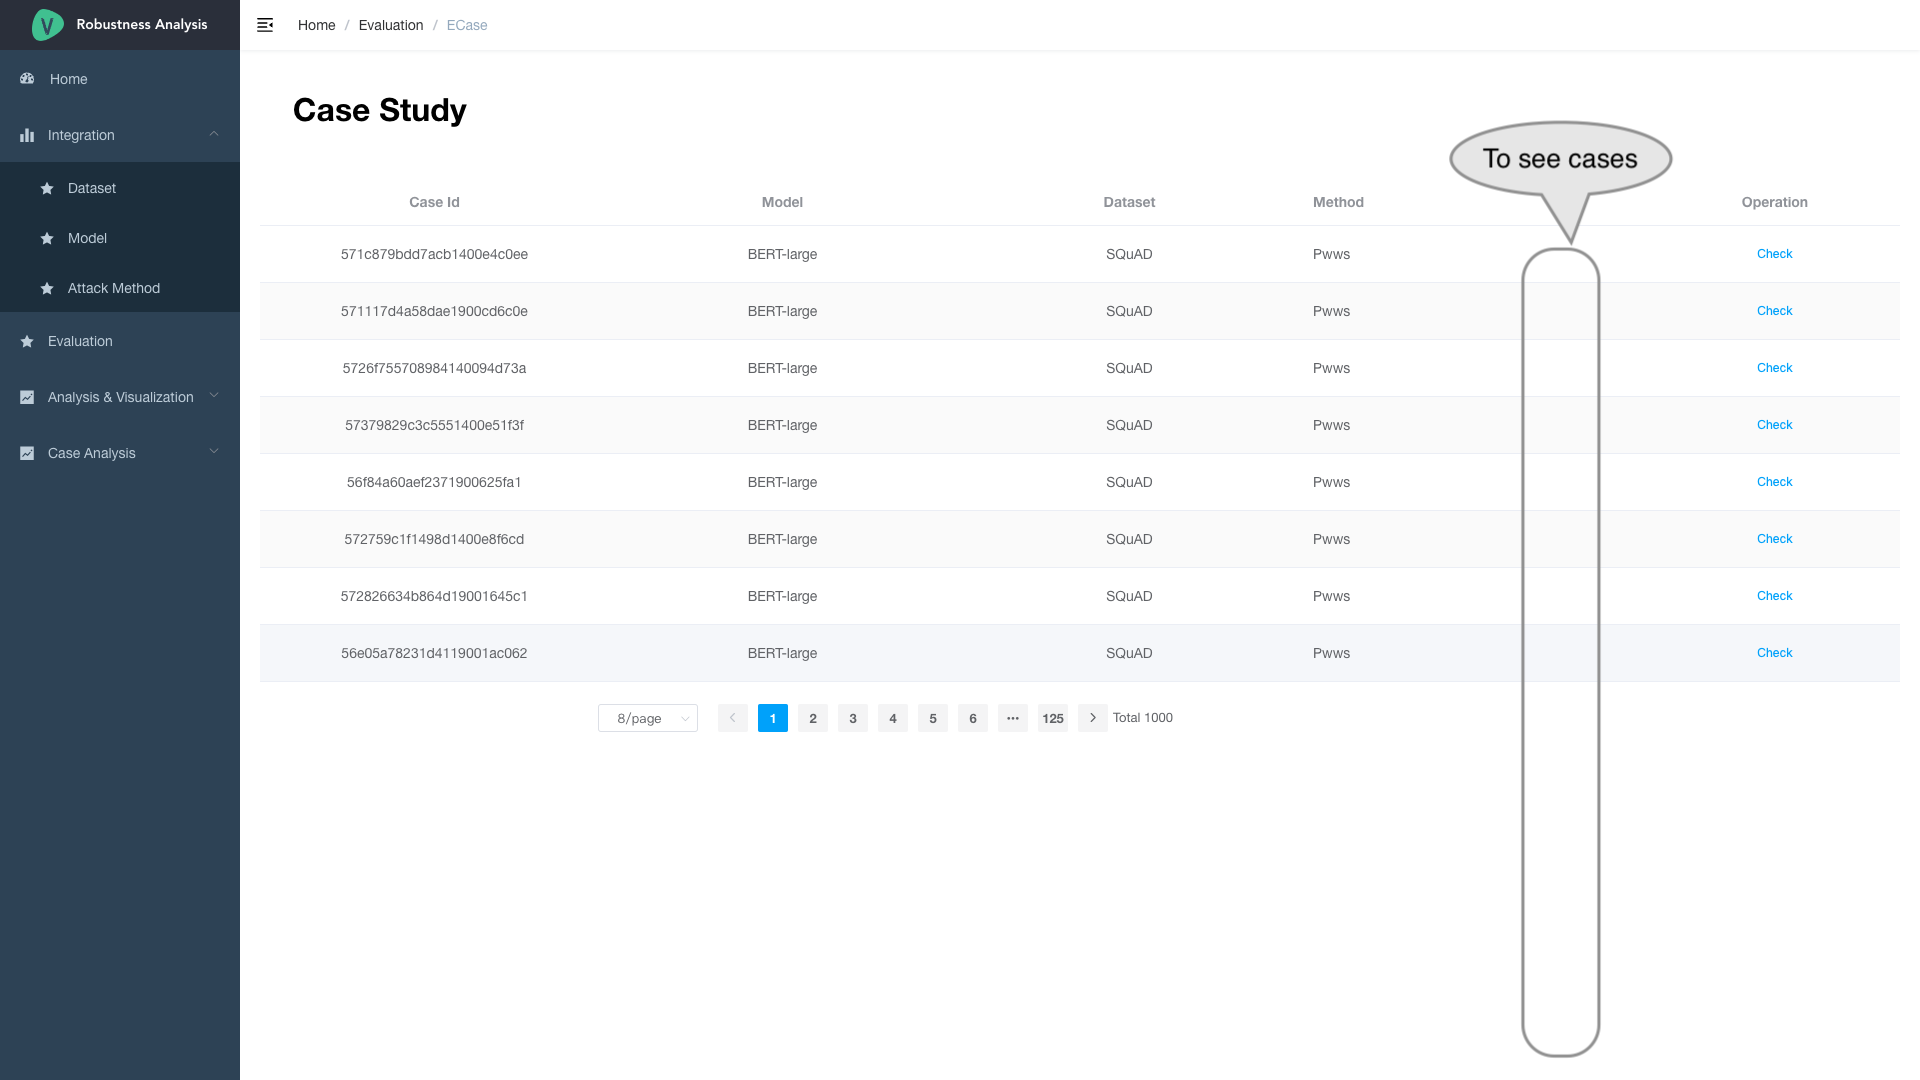 V Robustness Analysis
Home / Evaluation / ECase
Home
Integration
Dataset
Model
Attack Method
Evaluation
Analysis & Visualization
Case Analysis
Case Study
To see cases
Case Id Model Dataset Method Operation
571c879bdd7acb1400e4c0ee BERT-large SQuAD Pwws Check
571117d4a58dae1900cd6c0e BERT-large SQuAD Pwws Check
5726f755708984140094d73a BERT-large SQuAD Pwws Check
57379829c3c5551400e51f3f BERT-large SQuAD Pwws Check
56f84a60aef2371900625fa1 BERT-large SQuAD Pwws Check
572759c1f1498d1400e8f6cd BERT-large SQuAD Pwws Check
572826634b864d19001645c1 BERT-large SQuAD Pwws Check
56e05a78231d4119001ac062 BERT-large SQuAD Pwws Check
8/page 1 2 3 4 5 6 ••• 125 Total 1000